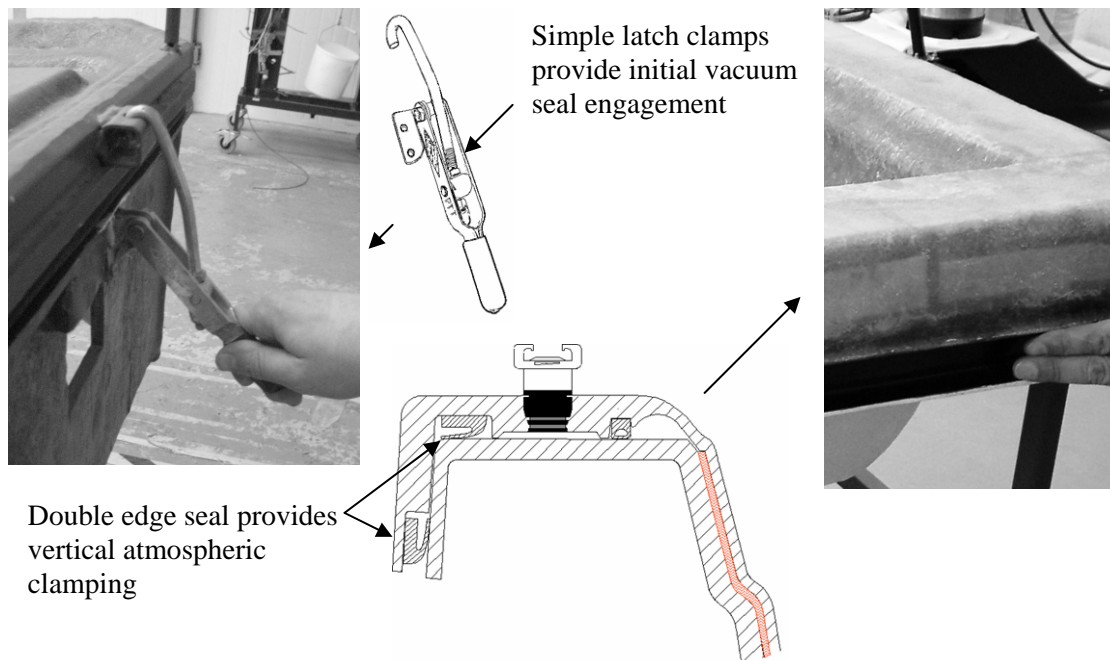 Simple latch clamps
provide initial vacuum
seal engagement
Double edge seal provides
vertical atmospheric
clamping